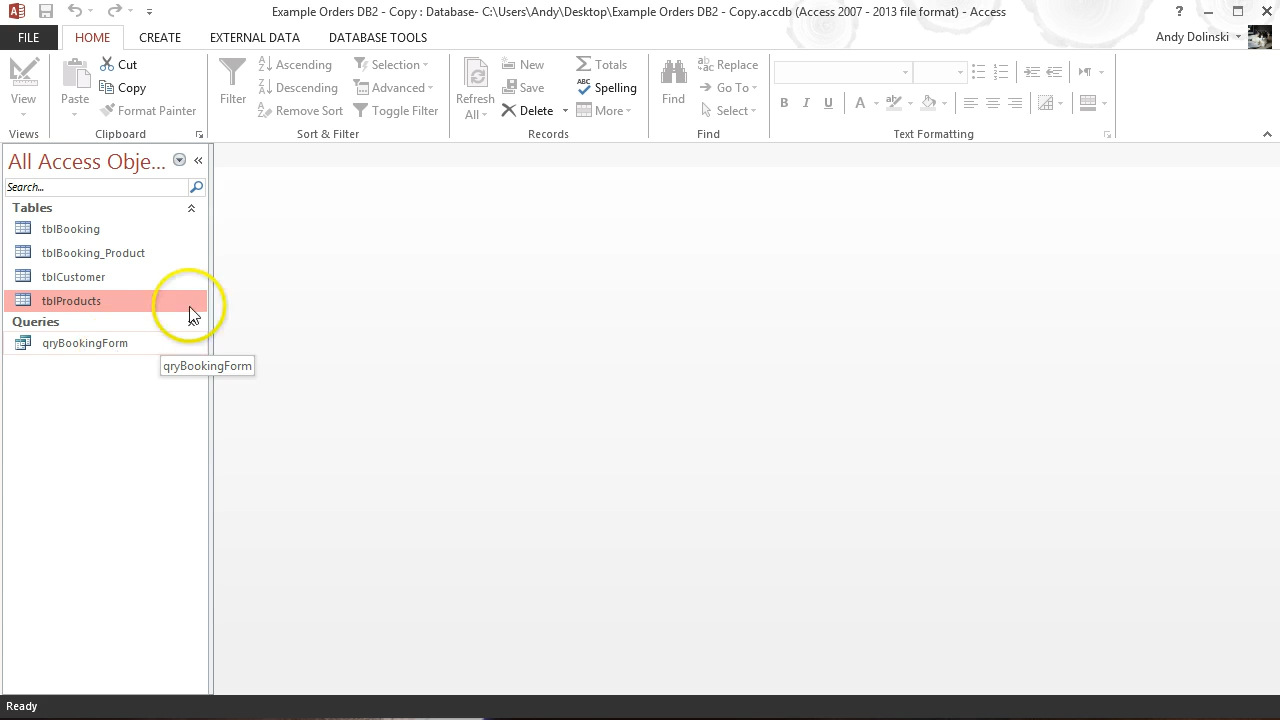 Example Orders DB2 - Copy : Database- C:\Users\Andy\Desktop\Example Orders DB2 - Copy.accdb (Access 2007 - 2013 file format) - Access
?
FILE HOME CREATE EXTERNAL DATA DATABASE TOOLS
Andy Dolinski
View
Views
Paste
Cut
Copy
Format Painter
Clipboard
Filter
Ascending
Descending
Remove Sort
Selection
Advanced
Toggle Filter
Sort & Filter
Refresh
All
New
Save
Delete
Totals
Spelling
More
Records
Find
Replace
Go To
Select
Find
B I U A
Text Formatting
All Access Obje...
Search...
Tables
tblBooking
tblBooking_Product
tblCustomer
tblProducts
Queries
qryBookingForm
qryBookingForm
Ready